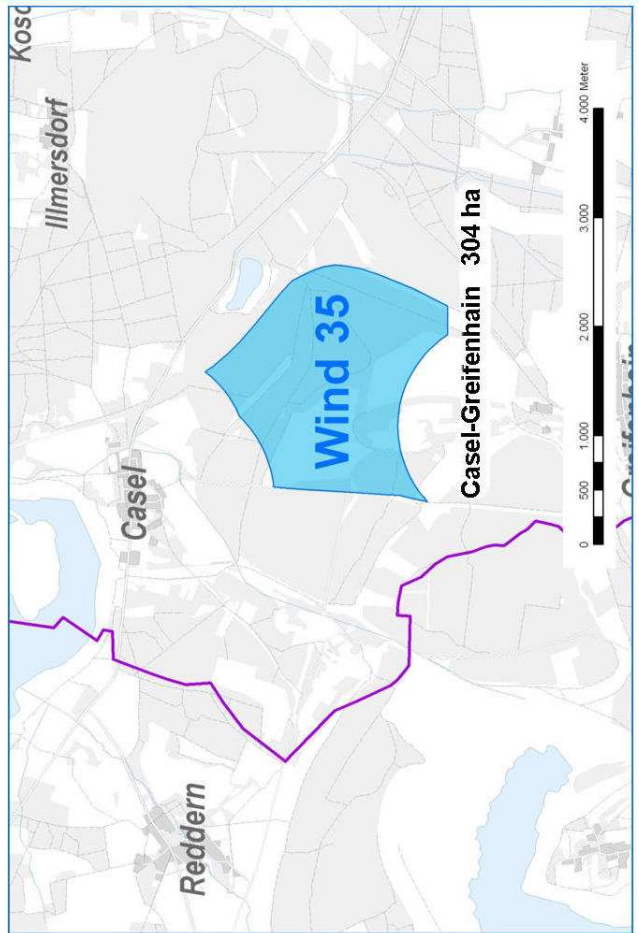 Kosc
Illmersdorf
Casel
Reddern
Wind 35
Casel-Greifenhain 304 ha
0 500 1.000 2.000 3.000 4.000 Meter